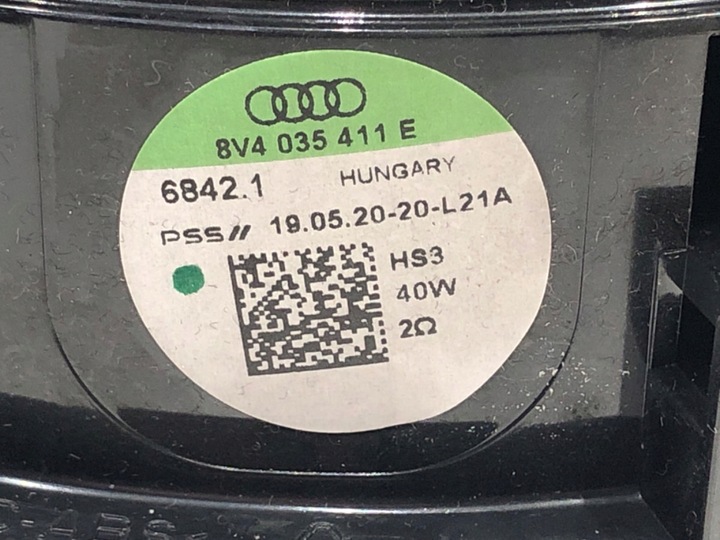 8V4 035 411 E
6842.1 HUNGARY
PSS// 19.05.20-20-L21A
HS3
40W
2Ω